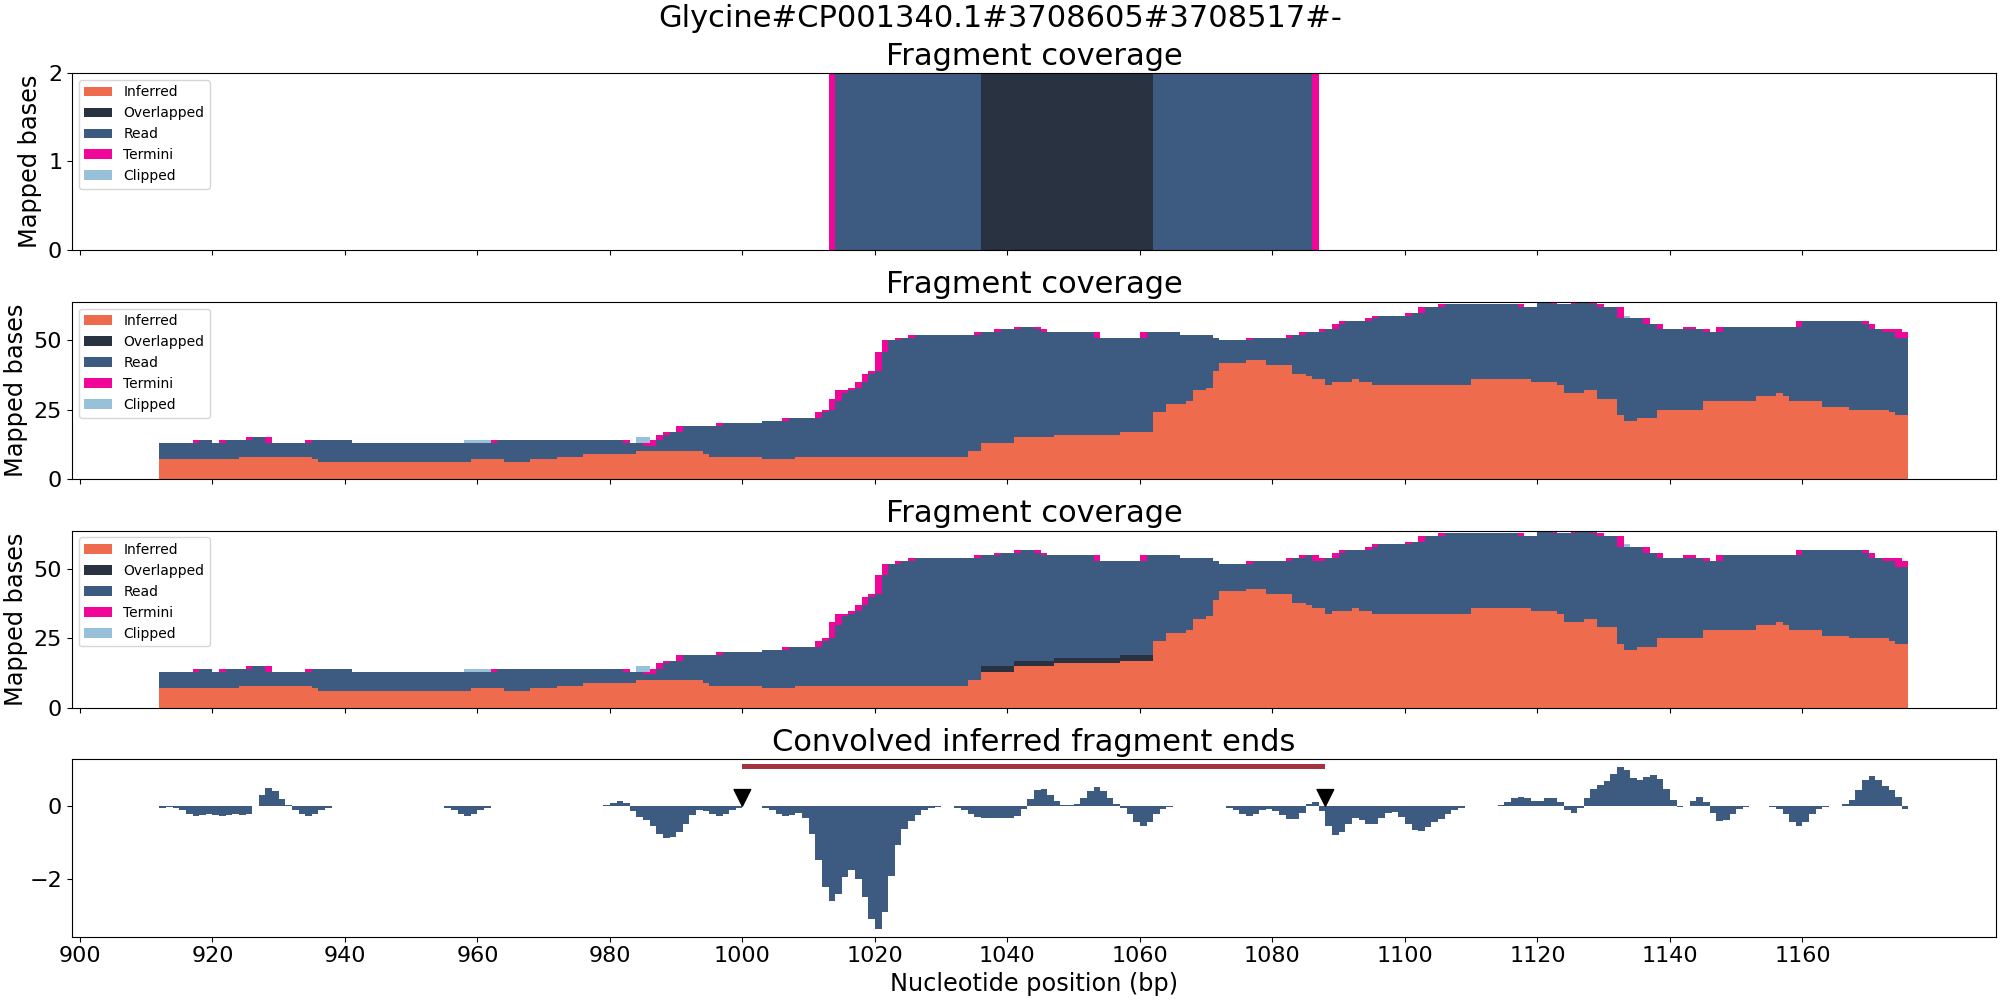 Glycine#CP001340.1#3708605#3708517#-
Fragment coverage
Mapped bases
2
1
0
Inferred
Overlapped
Read
Termini
Clipped
Fragment coverage
Mapped bases
50
25
0
Inferred
Overlapped
Read
Termini
Clipped
Fragment coverage
Mapped bases
50
25
0
Inferred
Overlapped
Read
Termini
Clipped
Convolved inferred fragment ends
0
−2
900 920 940 960 980 1000 1020 1040 1060 1080 1100 1120 1140 1160
Nucleotide position (bp)